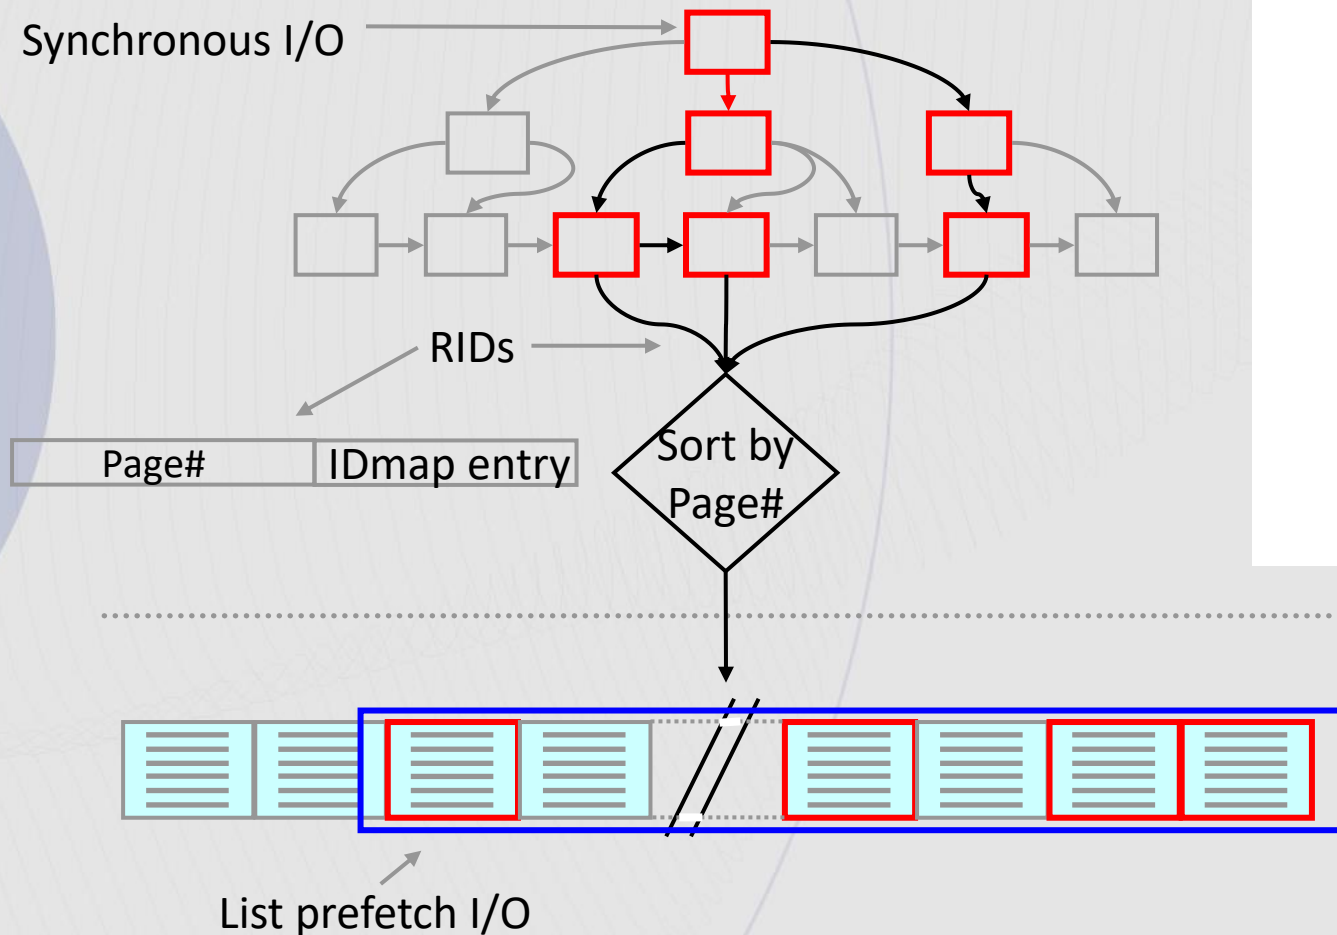 Synchronous I/O
RIDs
Page#
IDmap entry
Sort by
Page#
List prefetch I/O